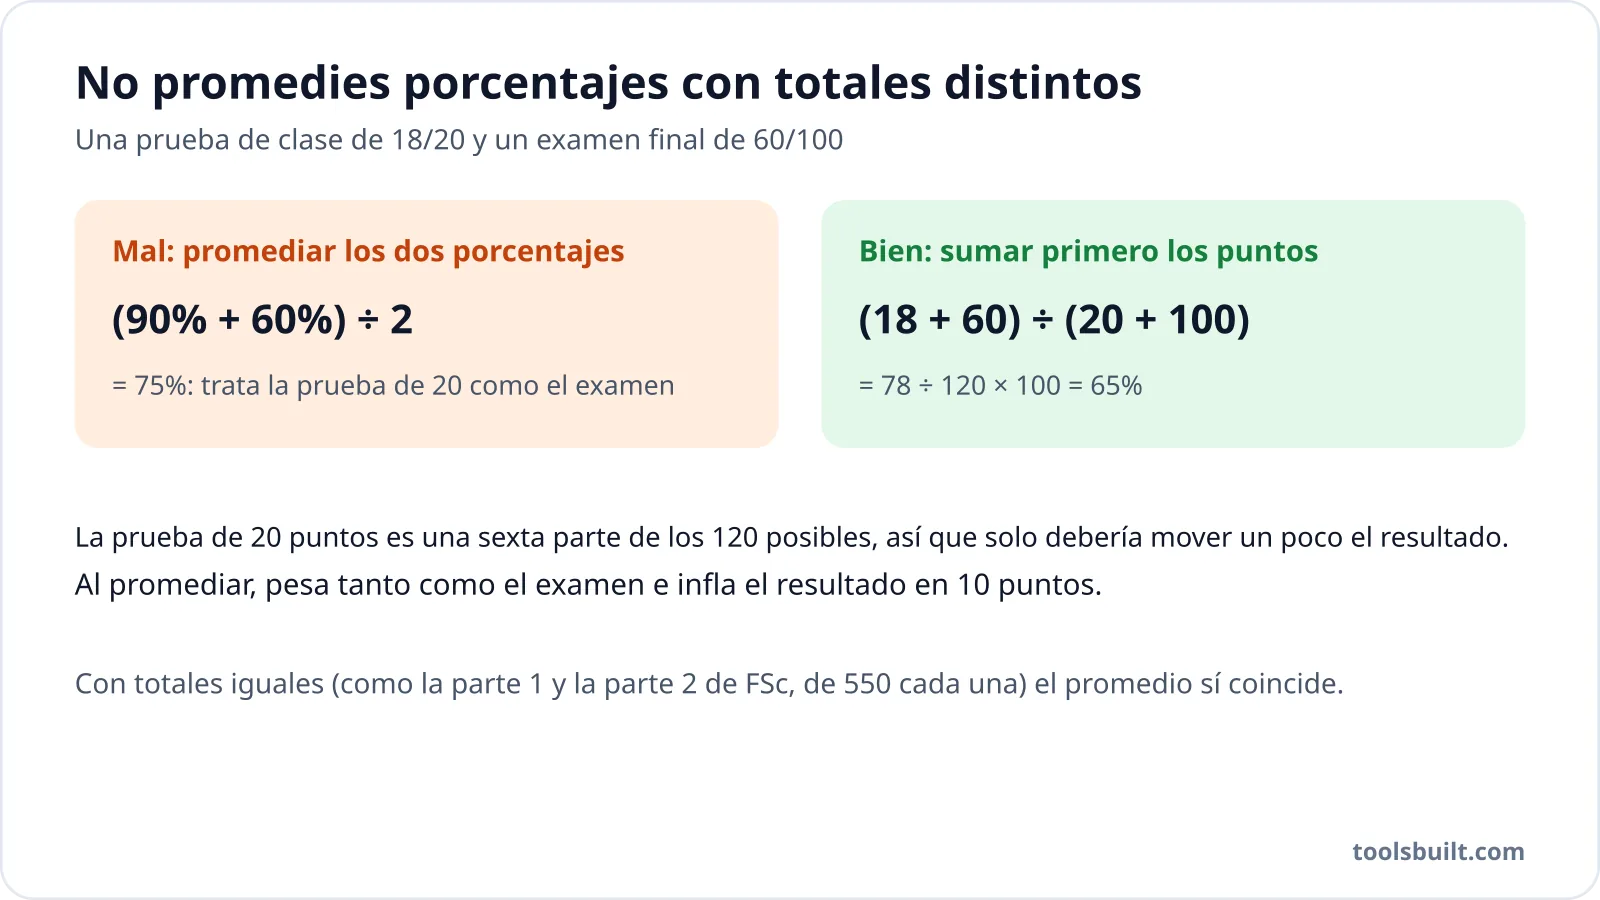 No promedies porcentajes con totales distintos
Una prueba de clase de 18/20 y un examen final de 60/100
Mal: promediar los dos porcentajes
(90% + 60%) ÷ 2
= 75%: trata la prueba de 20 como el examen
Bien: sumar primero los puntos
(18 + 60) ÷ (20 + 100)
= 78 ÷ 120 × 100 = 65%
La prueba de 20 puntos es una sexta parte de los 120 posibles, así que solo debería mover un poco el resultado.
Al promediar, pesa tanto como el examen e infla el resultado en 10 puntos.
Con totales iguales (como la parte 1 y la parte 2 de FSc, de 550 cada una) el promedio sí coincide.
toolsbuilt.com